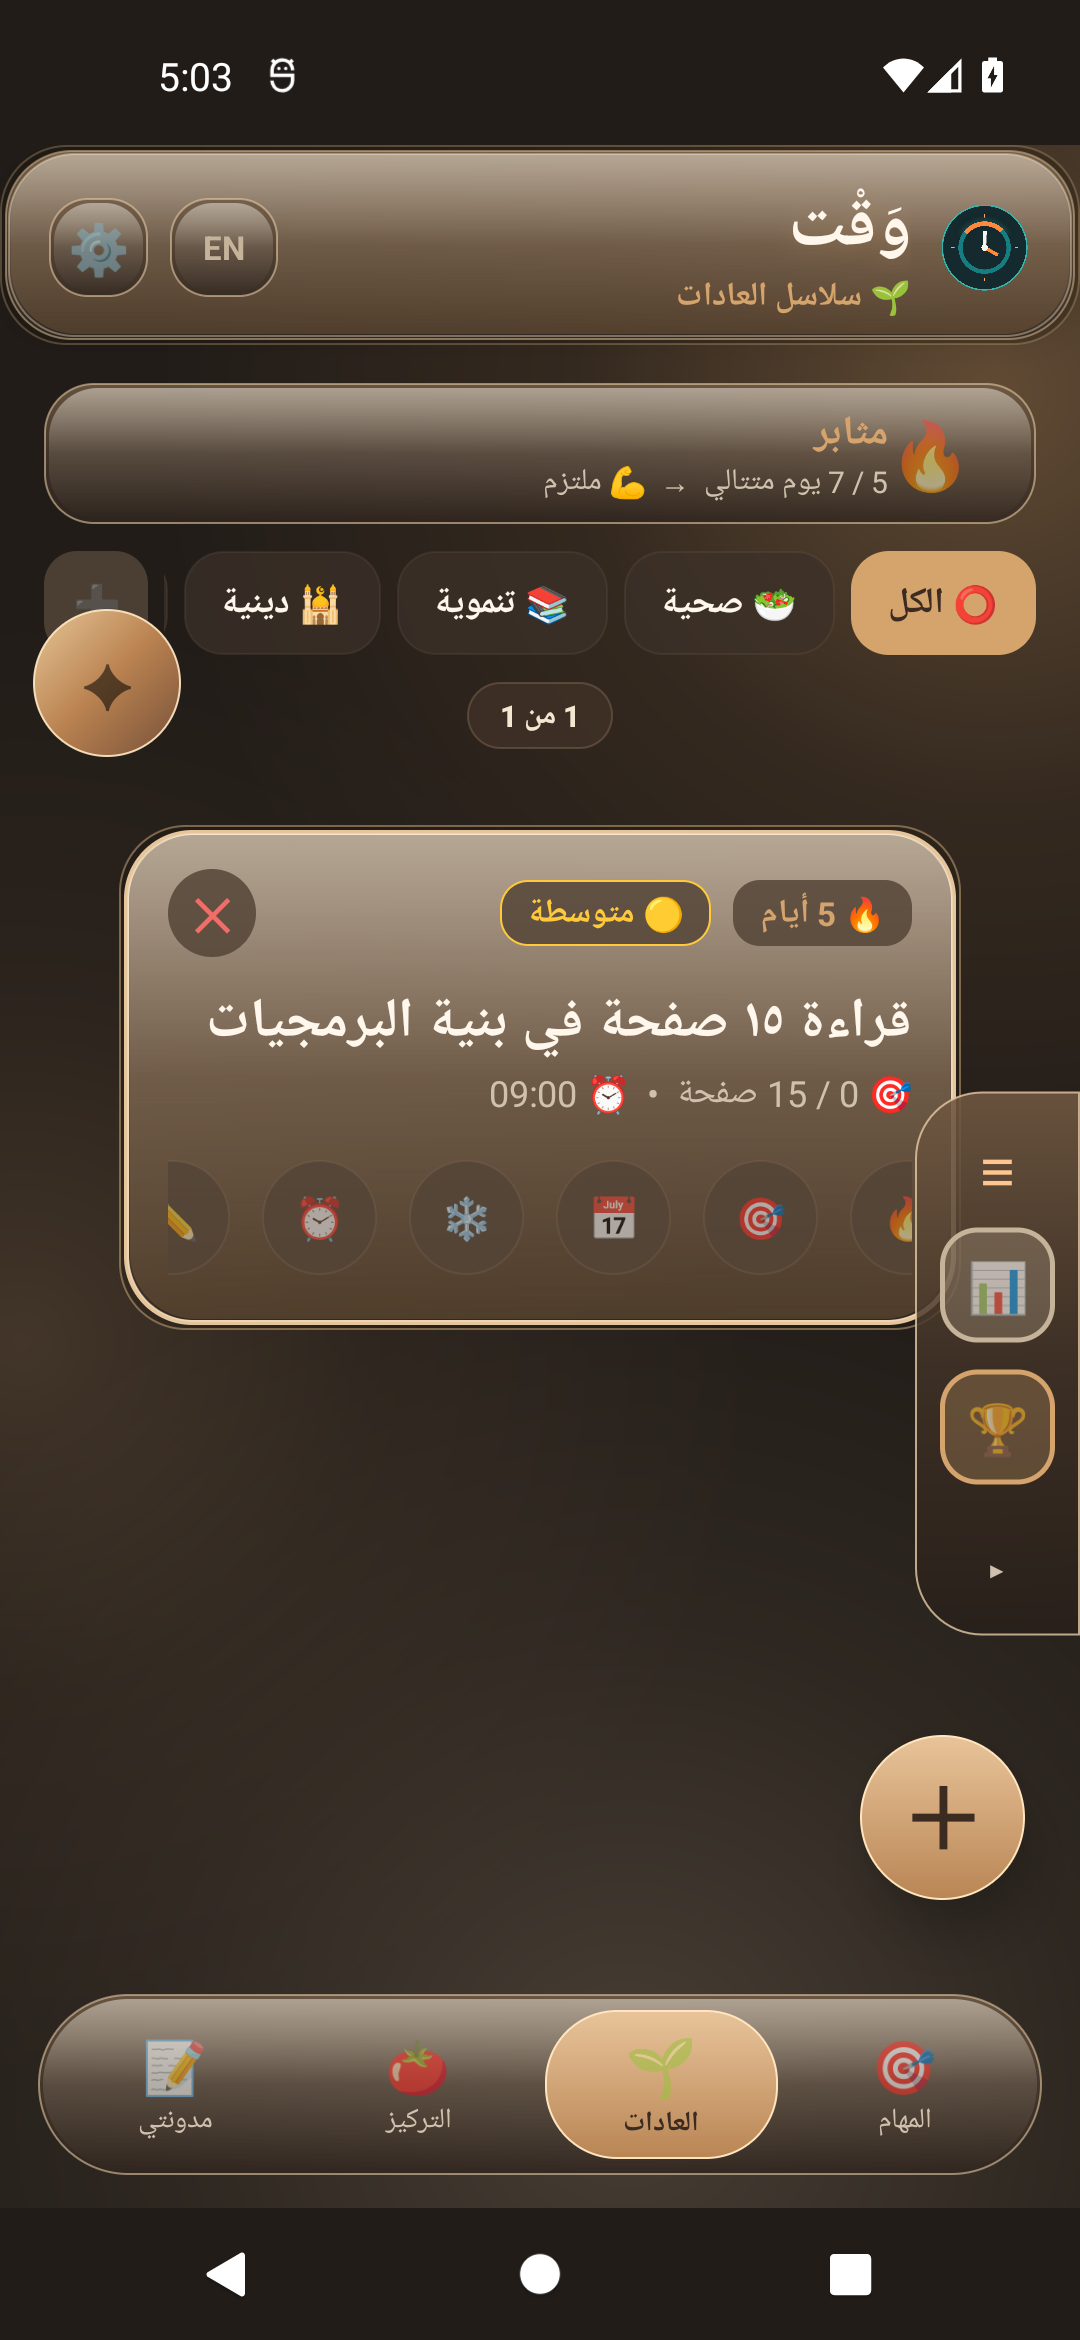 5:03
وَقْت
سلاسل العادات
EN
مثابر
5 / 7 يوم متتالي → ملتزم
الكل
صحية
تنموية
دينية
1 من 1
5 أيام
متوسطة
قراءة ١٥ صفحة في بنية البرمجيات
0 / 15 صفحة • 09:00
July
17
المهام
العادات
التركيز
مدونتي